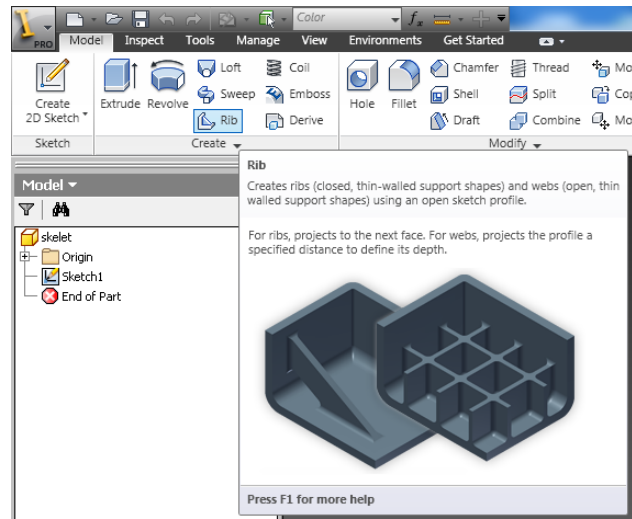 Color
fx
PRO
Model Inspect Tools Manage View Environments Get Started
Create
2D Sketch
Extrude
Revolve
Loft
Sweep
Rib
Coil
Emboss
Derive
Hole
Fillet
Chamfer
Shell
Draft
Thread
Split
Combine
Mo
Cop
Mo
Sketch
Create
Modify
Model
skelet
Origin
Sketch1
End of Part
Rib
Creates ribs (closed, thin-walled support shapes) and webs (open, thin
walled support shapes) using an open sketch profile.
For ribs, projects to the next face. For webs, projects the profile a
specified distance to define its depth.
Press F1 for more help